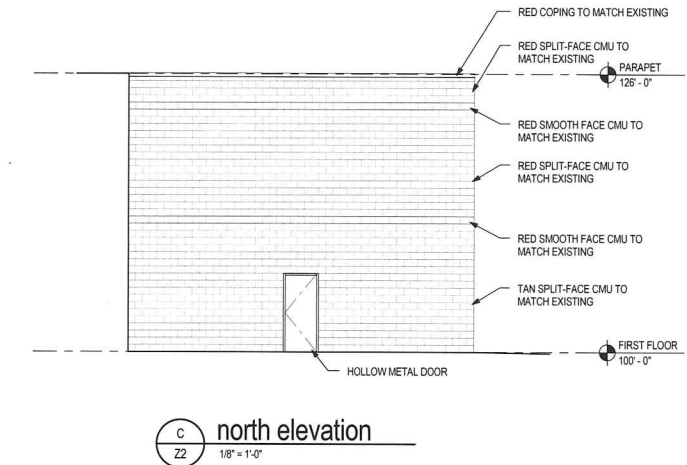 RED COPING TO MATCH EXISTING
RED SPLIT-FACE CMU TO
MATCH EXISTING
PARAPET
126' - 0"
RED SMOOTH FACE CMU TO
MATCH EXISTING
RED SPLIT-FACE CMU TO
MATCH EXISTING
RED SMOOTH FACE CMU TO
MATCH EXISTING
TAN SPLIT-FACE CMU TO
MATCH EXISTING
FIRST FLOOR
100' - 0"
HOLLOW METAL DOOR
C
Z2
north elevation
1/8" = 1'-0"